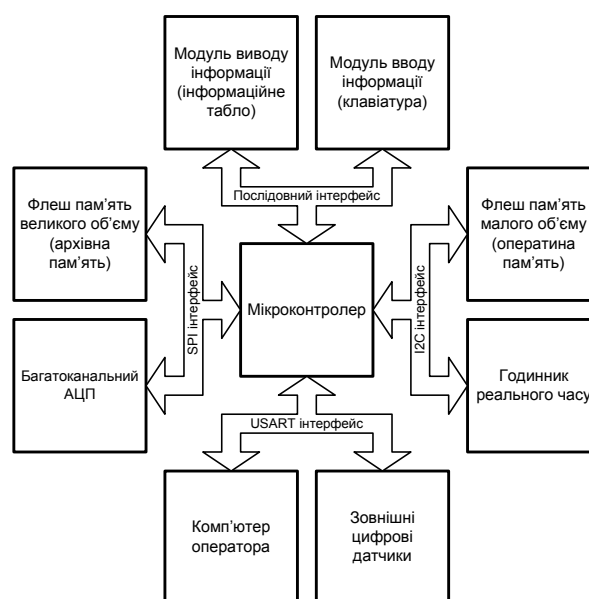 Модуль виводу
інформації
(інформаційне
табло)
Модуль вводу
інформації
(клавіатура)
Послідовний інтерфейс
Флеш пам’ять
великого об’єму
(архівна
пам’ять)
Флеш пам’ять
малого об’єму
(оператина
пам’ять)
SPI інтерфейс
Мікроконтролер
I2C інтерфейс
Багатоканальний
АЦП
Годинник
реального часу
USART інтерфейс
Комп’ютер
оператора
Зовнішні
цифрові
датчики